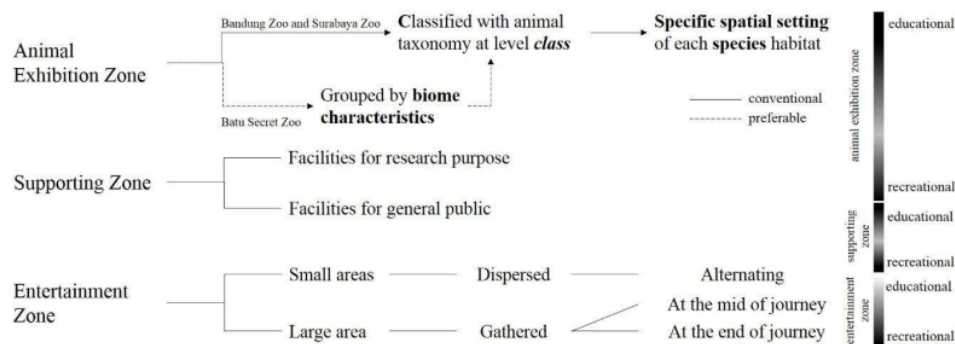 Bandung Zoo and Surabaya Zoo
Classified with animal
taxonomy at level class
Specific spatial setting
of each species habitat
Animal
Exhibition Zone
Grouped by biome
characteristics
Batu Secret Zoo
conventional
preferable
Supporting Zone
Facilities for research purpose
Facilities for general public
Entertainment
Zone
Small areas
Dispersed
Alternating
Large area
Gathered
At the mid of journey
At the end of journey
animal exhibition zone
educational
recreational
supporting
zone
educational
recreational
entertainment
zone
educational
recreational